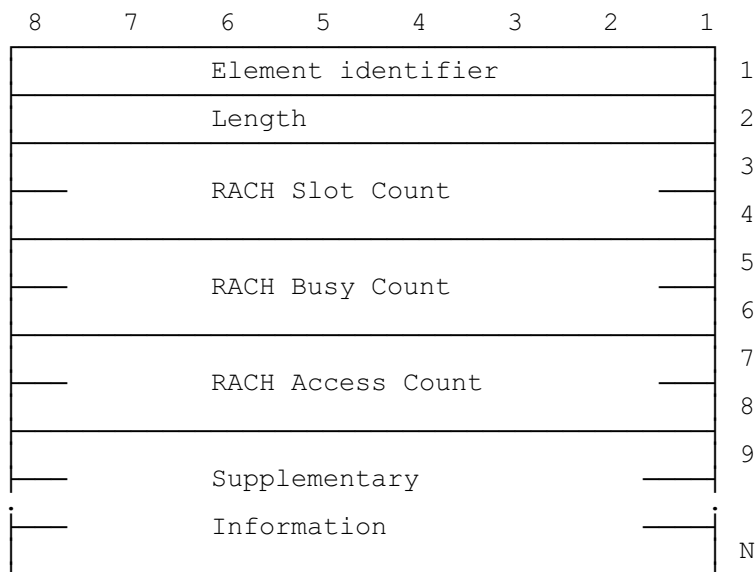 8 7 6 5 4 3 2 1
Element identifier 1
Length 2
3
RACH Slot Count
4
5
RACH Busy Count
6
7
RACH Access Count
8
9
Supplementary
Information
N